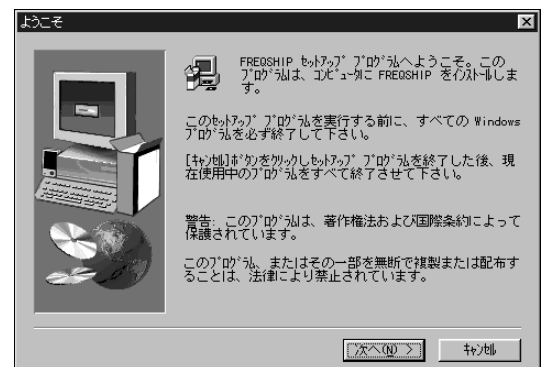 ようこそ
FREQSHIP ｾｯﾄｱｯﾌﾟ ﾌﾟﾛｸﾞﾗﾑへようこそ。この
ﾌﾟﾛｸﾞﾗﾑは、ｺﾝﾋﾟｭｰﾀに FREQSHIP をｲﾝｽﾄｰﾙしま
す。
このｾｯﾄｱｯﾌﾟ ﾌﾟﾛｸﾞﾗﾑを実行する前に、すべての Windows
ﾌﾟﾛｸﾞﾗﾑを必ず終了して下さい。
[ｷｬﾝｾﾙ]ﾎﾞﾀﾝをｸﾘｯｸしｾｯﾄｱｯﾌﾟ ﾌﾟﾛｸﾞﾗﾑを終了した後、現
在使用中のﾌﾟﾛｸﾞﾗﾑをすべて終了させて下さい。
警告: このﾌﾟﾛｸﾞﾗﾑは、著作権法および国際条約によって
保護されています。
このﾌﾟﾛｸﾞﾗﾑ、またはその一部を無断で複製または配布す
ることは、法律により禁止されています。
次へ(N) >
ｷｬﾝｾﾙ